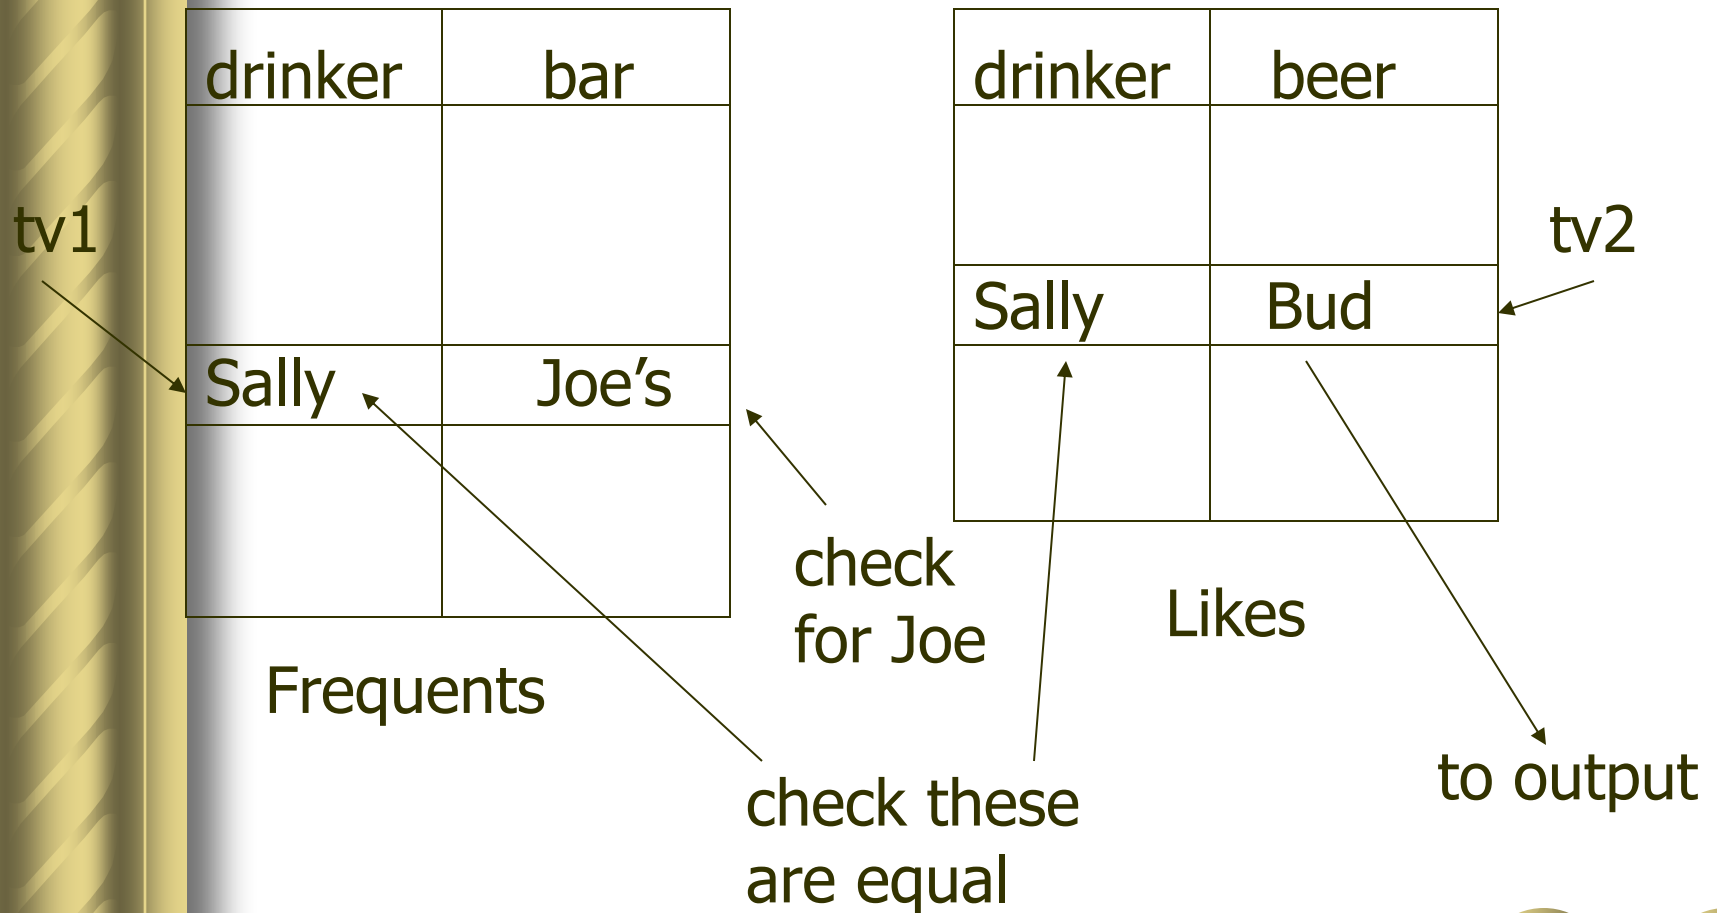 drinker bar
drinker beer
tv1
tv2
Sally Bud
Sally Joe’s
check
for Joe
Likes
Frequents
to output
check these
are equal